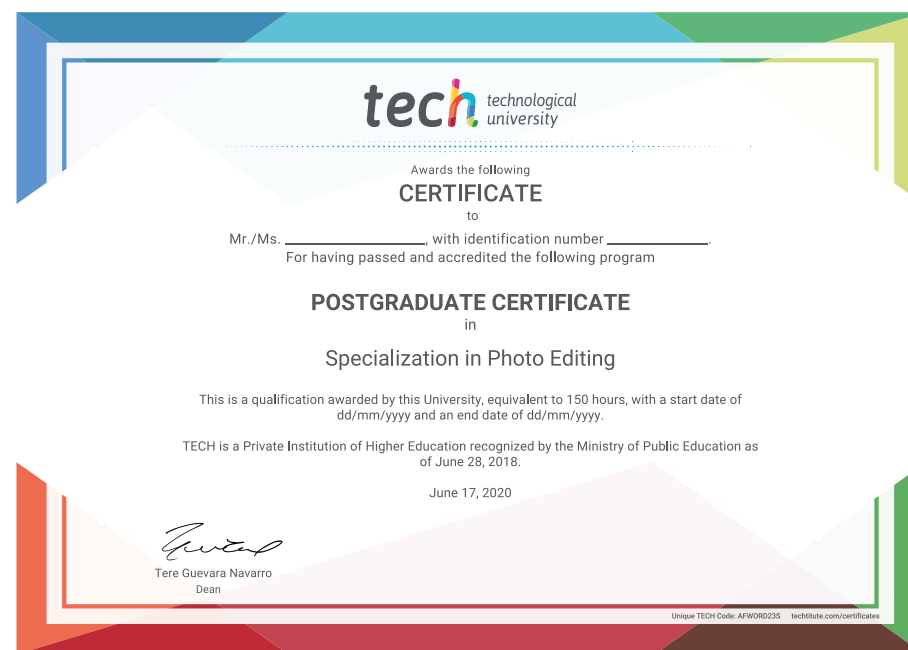 tech technological
university
Awards the following
CERTIFICATE
to
Mr./Ms. ____________________, with identification number ______________.
For having passed and accredited the following program
POSTGRADUATE CERTIFICATE
in
Specialization in Photo Editing
This is a qualification awarded by this University, equivalent to 150 hours, with a start date of
dd/mm/yyyy and an end date of dd/mm/yyyy.
TECH is a Private Institution of Higher Education recognized by the Ministry of Public Education as
of June 28, 2018.
June 17, 2020
Tere Guevara Navarro
Dean
Unique TECH Code: AFWORD23S techtitute.com/certificates